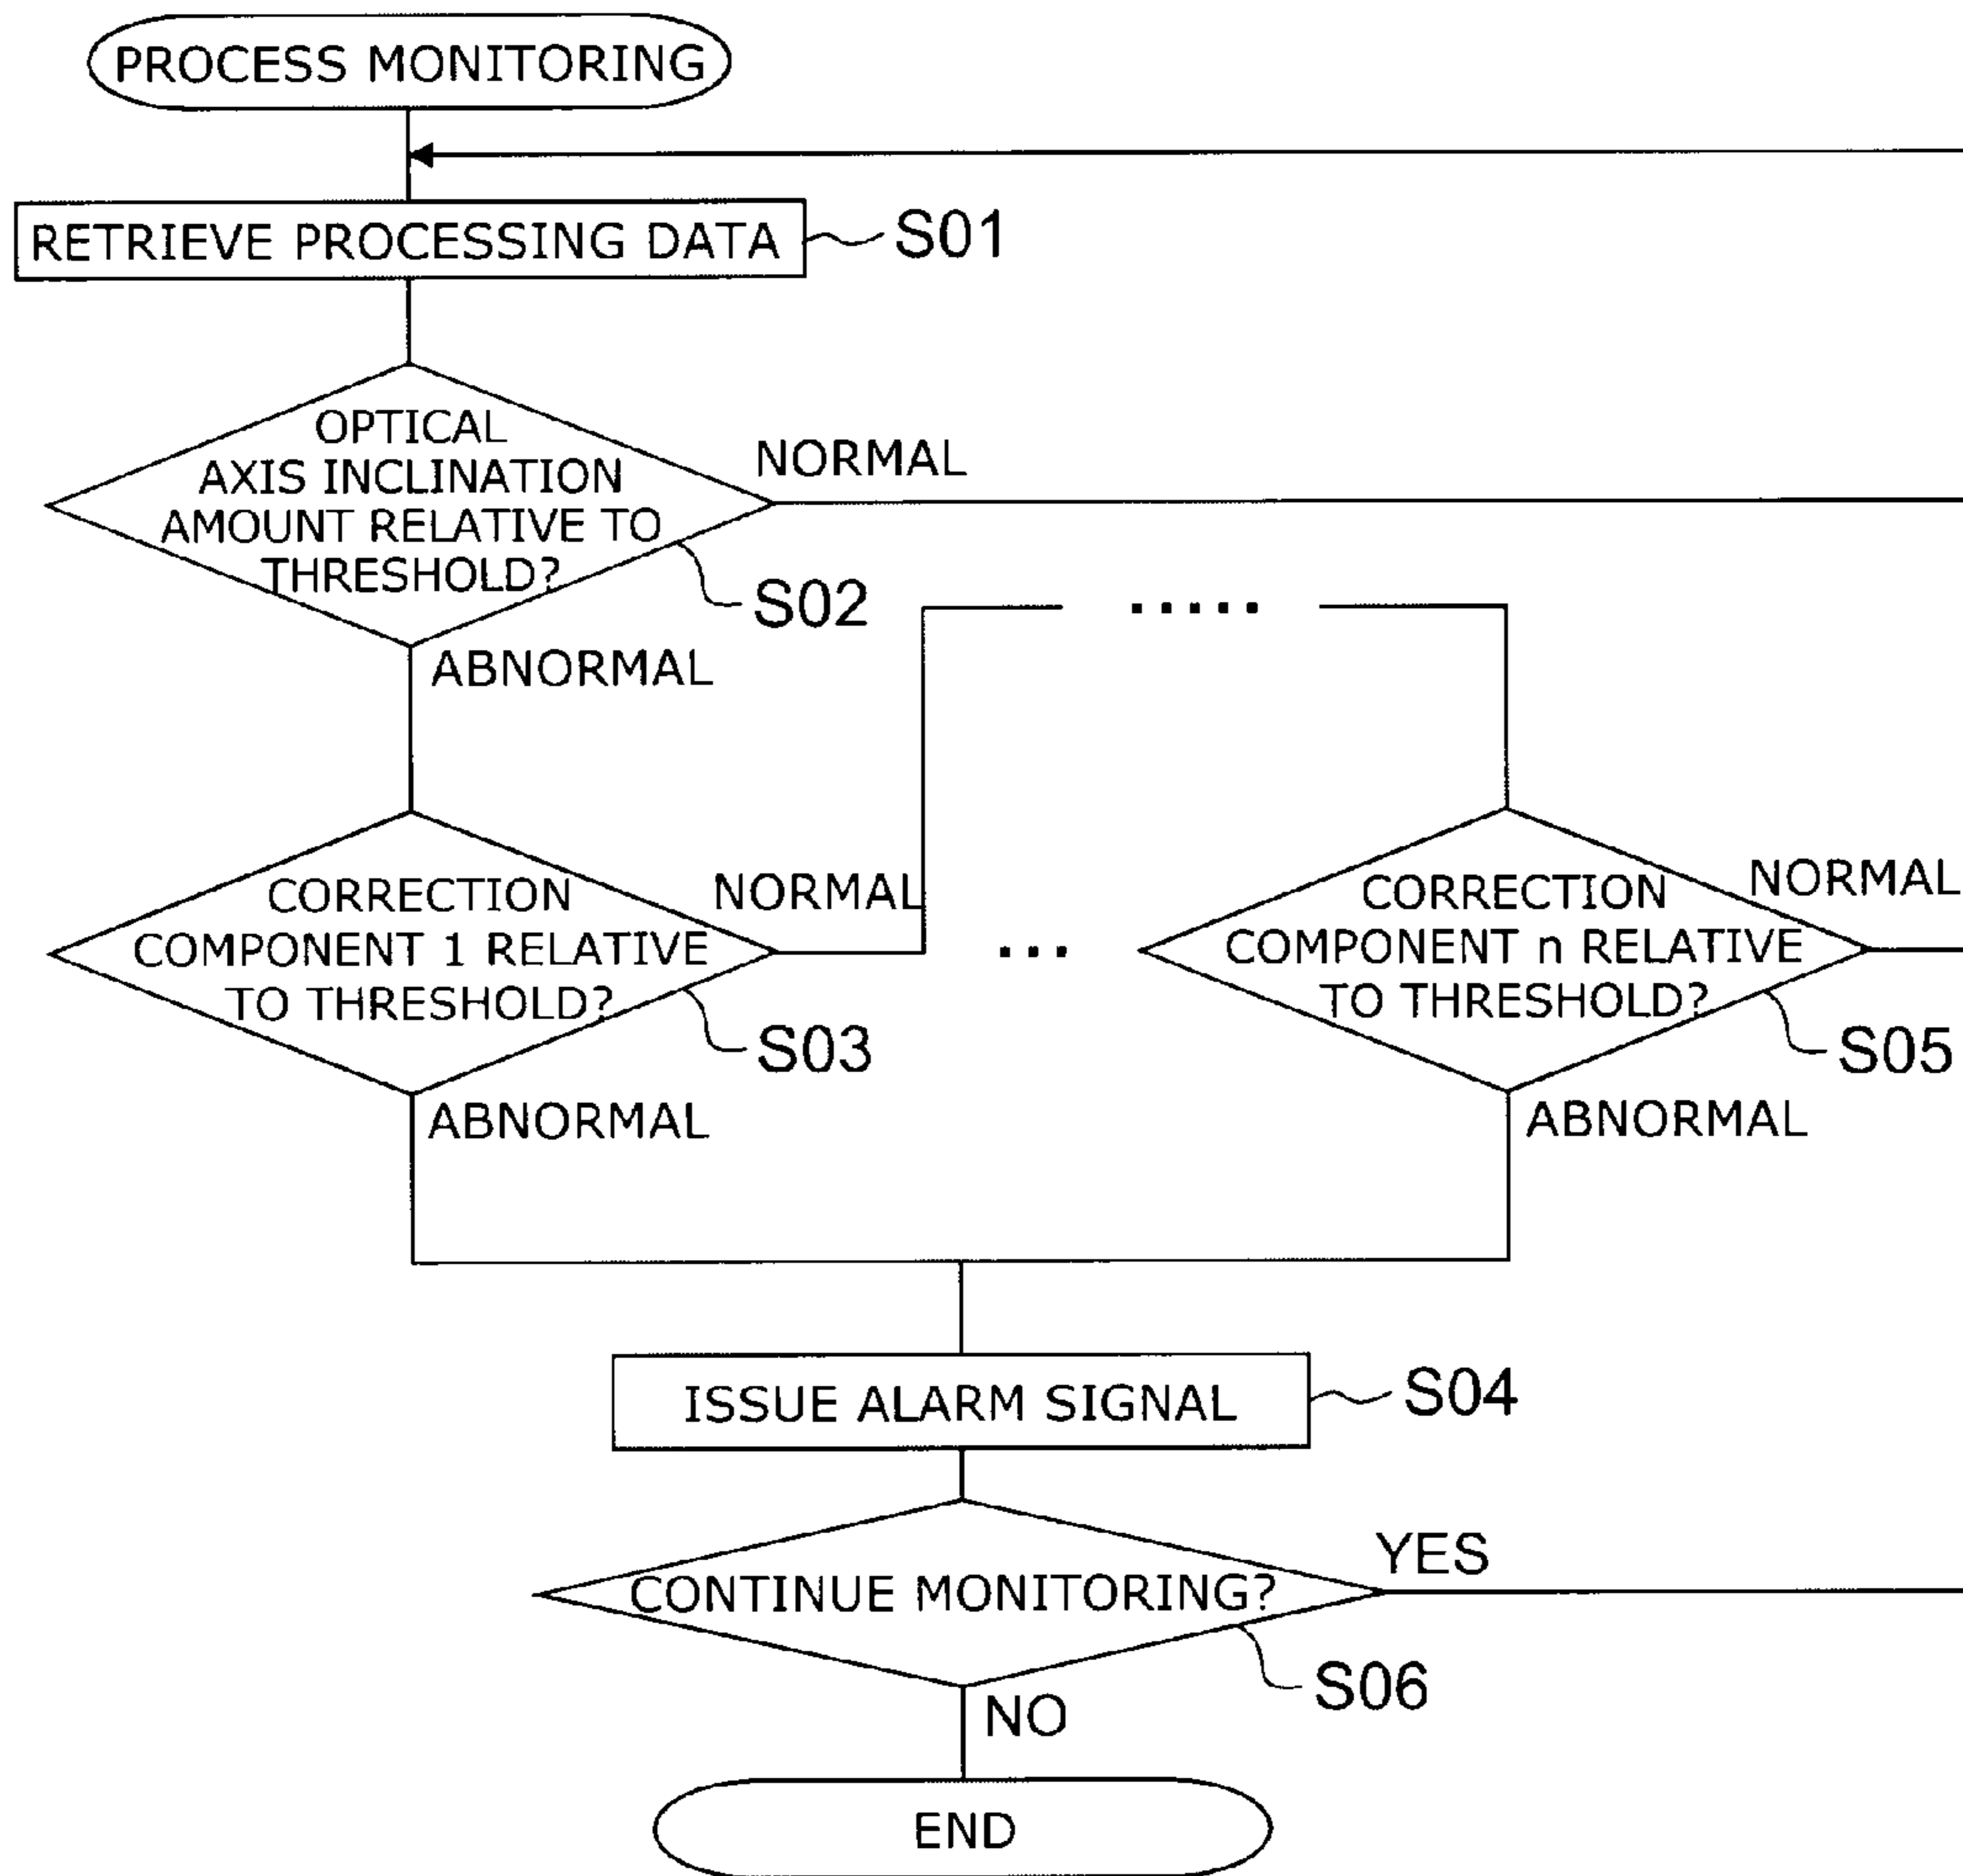 PROCESS MONITORING
RETRIEVE PROCESSING DATA
S01
OPTICAL
AXIS INCLINATION
AMOUNT RELATIVE TO
THRESHOLD?
NORMAL
S02
ABNORMAL
.....
CORRECTION
COMPONENT 1 RELATIVE
TO THRESHOLD?
NORMAL
S03
ABNORMAL
...
CORRECTION
COMPONENT n RELATIVE
TO THRESHOLD?
NORMAL
S05
ABNORMAL
ISSUE ALARM SIGNAL
S04
CONTINUE MONITORING?
YES
S06
NO
END